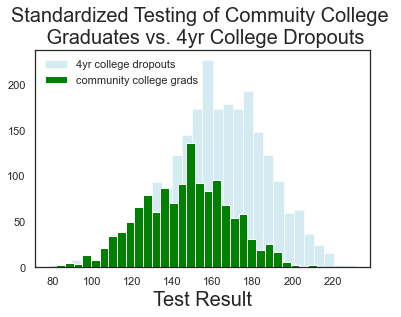 Standardized Testing of Commuity College
Graduates vs. 4yr College Dropouts
4yr college dropouts
community college grads
200
150
100
50
0
80 100 120 140 160 180 200 220
Test Result